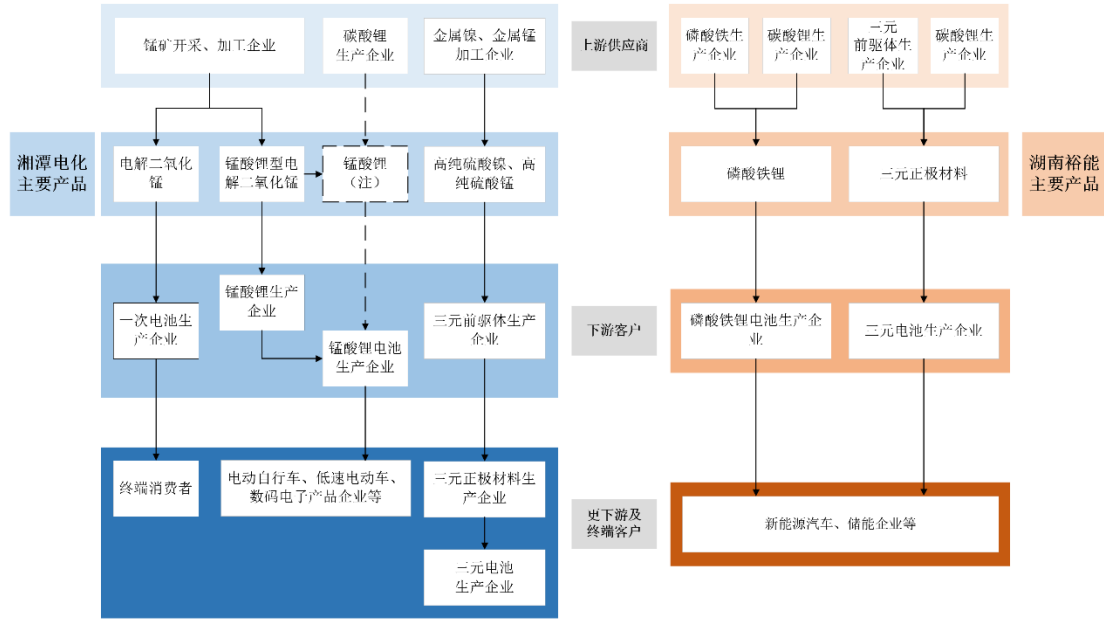 锰矿开采、加工企业
碳酸锂
生产企业
金属镍、金属锰
加工企业
上游供应商
磷酸铁生
产企业
碳酸锂生
产企业
三元
前驱体生
产企业
碳酸锂生
产企业
湘潭电化
主要产品
电解二氧化
锰
锰酸锂型电
解二氧化锰
锰酸锂
（注）
高纯硫酸镍、高
纯硫酸锰
磷酸铁锂
三元正极材料
湖南裕能
主要产品
一次电池生
产企业
锰酸锂生产
企业
锰酸锂电池
生产企业
三元前驱体生产
企业
下游客户
磷酸铁锂电池生产企
业
三元电池生产企业
终端消费者
电动自行车、低速电动车、
数码电子产品企业等
三元正极材料生
产企业
三元电池
生产企业
更下游及
终端客户
新能源汽车、储能企业等